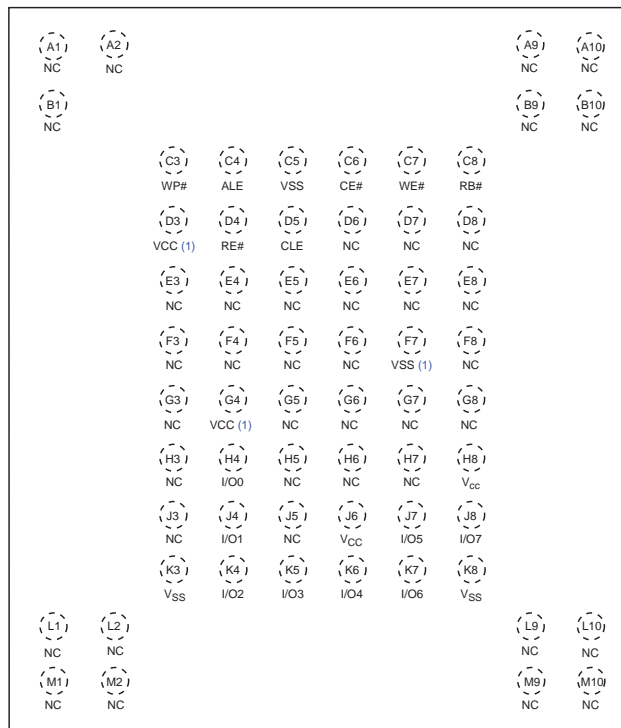 A1 A2 A9 A10
NC NC NC NC
B1 B9 B10
NC NC NC
C3 C4 C5 C6 C7 C8
WP# ALE VSS CE# WE# RB#
D3 D4 D5 D6 D7 D8
VCC (1) RE# CLE NC NC NC
E3 E4 E5 E6 E7 E8
NC NC NC NC NC NC
F3 F4 F5 F6 F7 F8
NC NC NC NC VSS (1) NC
G3 G4 G5 G6 G7 G8
NC VCC (1) NC NC NC NC
H3 H4 H5 H6 H7 H8
NC I/O0 NC NC NC Vcc
J3 J4 J5 J6 J7 J8
NC I/O1 NC VCC I/O5 I/O7
K3 K4 K5 K6 K7 K8
VSS I/O2 I/O3 I/O4 I/O6 VSS
L1 L2 L9 L10
NC NC NC NC
M1 M2 M9 M10
NC NC NC NC